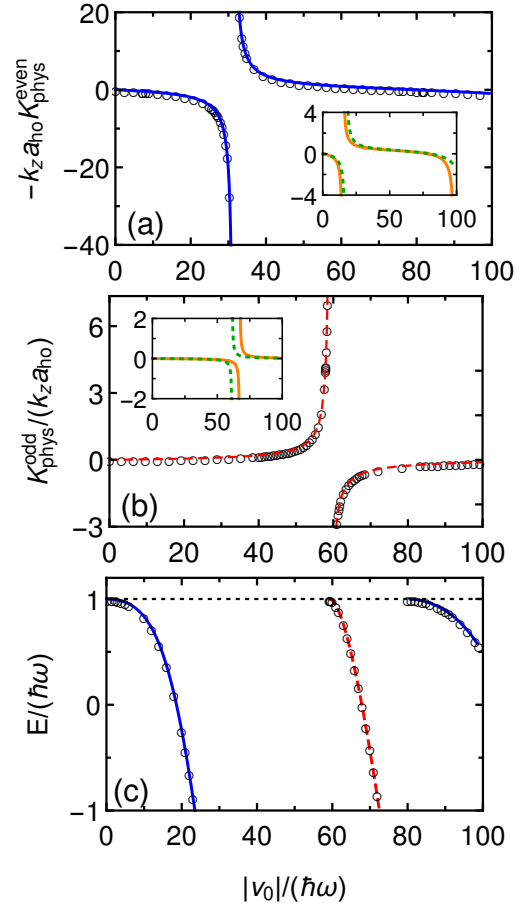 20
0
−20
−40
−k_z a_ho K_phys^even
4
0
−4
0 50 100
(a)
0 20 40 60 80 100
6
3
0
−3
K_phys^odd/(k_z a_ho)
2
0
−2
0 50 100
(b)
0 20 40 60 80 100
1
0
−1
E/(ħω)
(c)
0 20 40 60 80 100
|v_0|/(ħω)